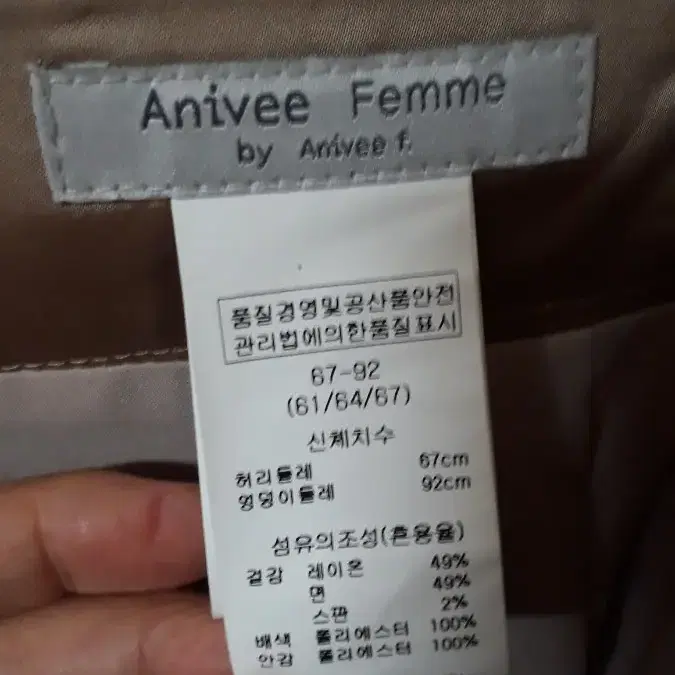 Anivee Femme
by Anivee f.
품질경영및공산품안전
관리법에의한품질표시
67-92
(61/64/67)
신체치수
허리둘레 67cm
엉덩이둘레 92cm
섬유의조성(혼용율)
겉감 레이온 49%
면 49%
스판 2%
배색 폴리에스터 100%
안감 폴리에스터 100%